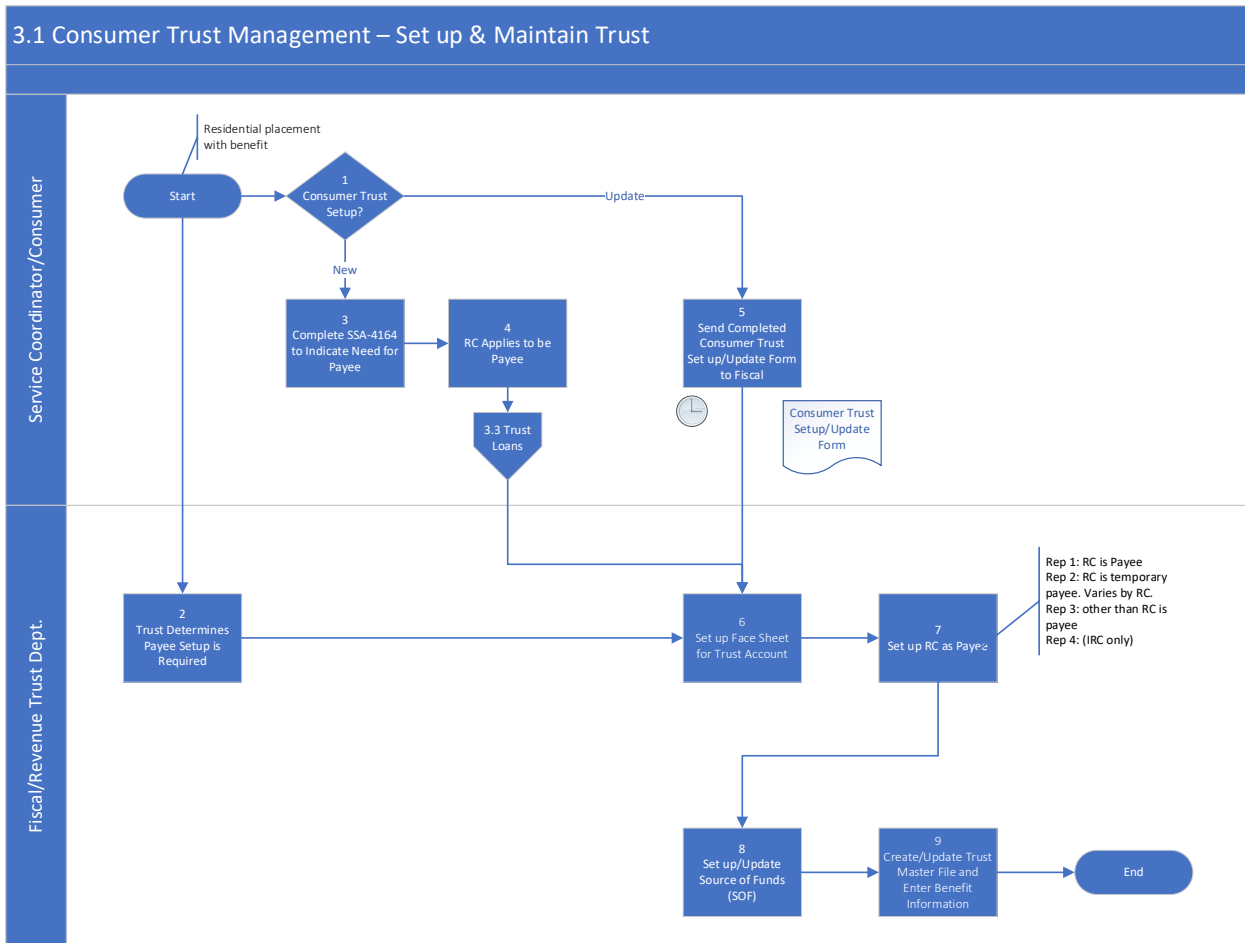 3.1 Consumer Trust Management – Set up & Maintain Trust
Service Coordinator/Consumer
Residential placement
with benefit
Start
1
Consumer Trust
Setup?
Update
New
3
Complete SSA-4164
to Indicate Need for
Payee
4
RC Applies to be
Payee
5
Send Completed
Consumer Trust
Set up/Update Form
to Fiscal
3.3 Trust
Loans
Consumer Trust
Setup/Update
Form
Fiscal/Revenue Trust Dept.
2
Trust Determines
Payee Setup is
Required
6
Set up Face Sheet
for Trust Account
7
Set up RC as Payee
Rep 1: RC is Payee
Rep 2: RC is temporary
payee. Varies by RC.
Rep 3: other than RC is
payee
Rep 4: (IRC only)
8
Set up/Update
Source of Funds
(SOF)
9
Create/Update Trust
Master File and
Enter Benefit
Information
End